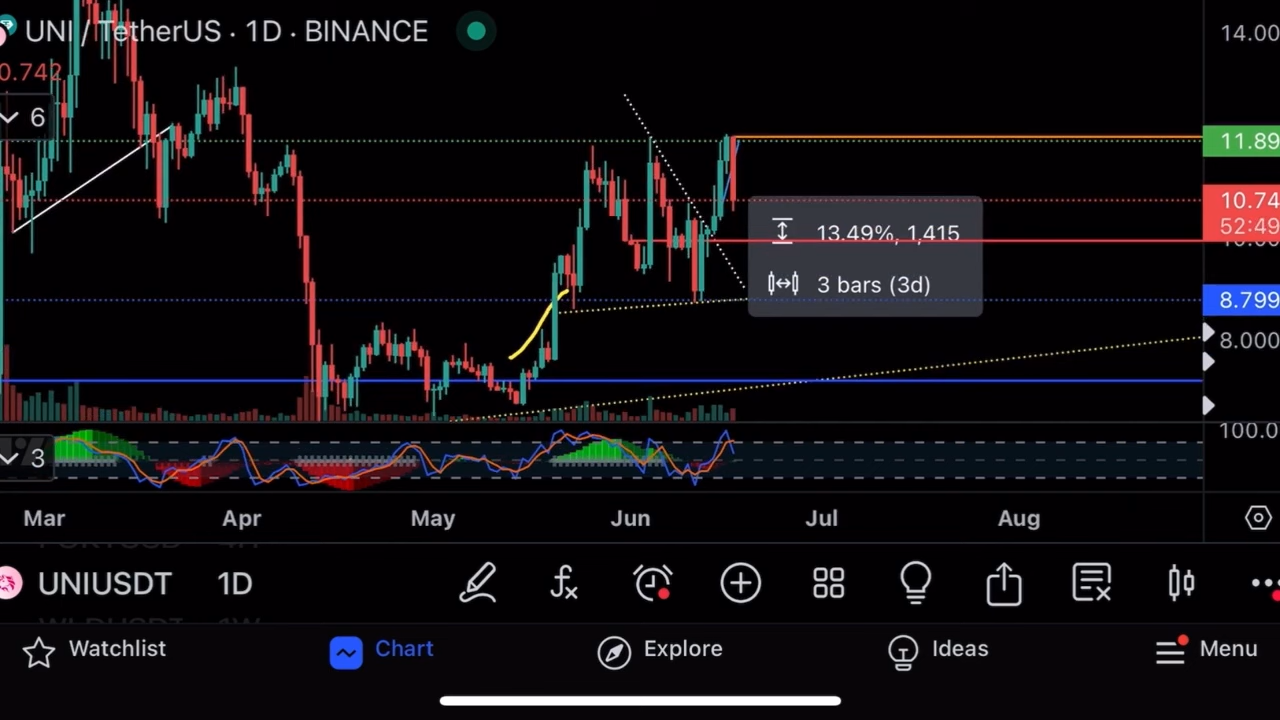 UNI / TetherUS · 1D · BINANCE
14.00
0.742
6
11.89
13.49%, 1,415
10.74
52:49
3 bars (3d)
8.799
8.000
100.0
3
Mar
Apr
May
Jun
Jul
Aug
UNIUSDT 1D
Watchlist
Chart
Explore
Ideas
Menu